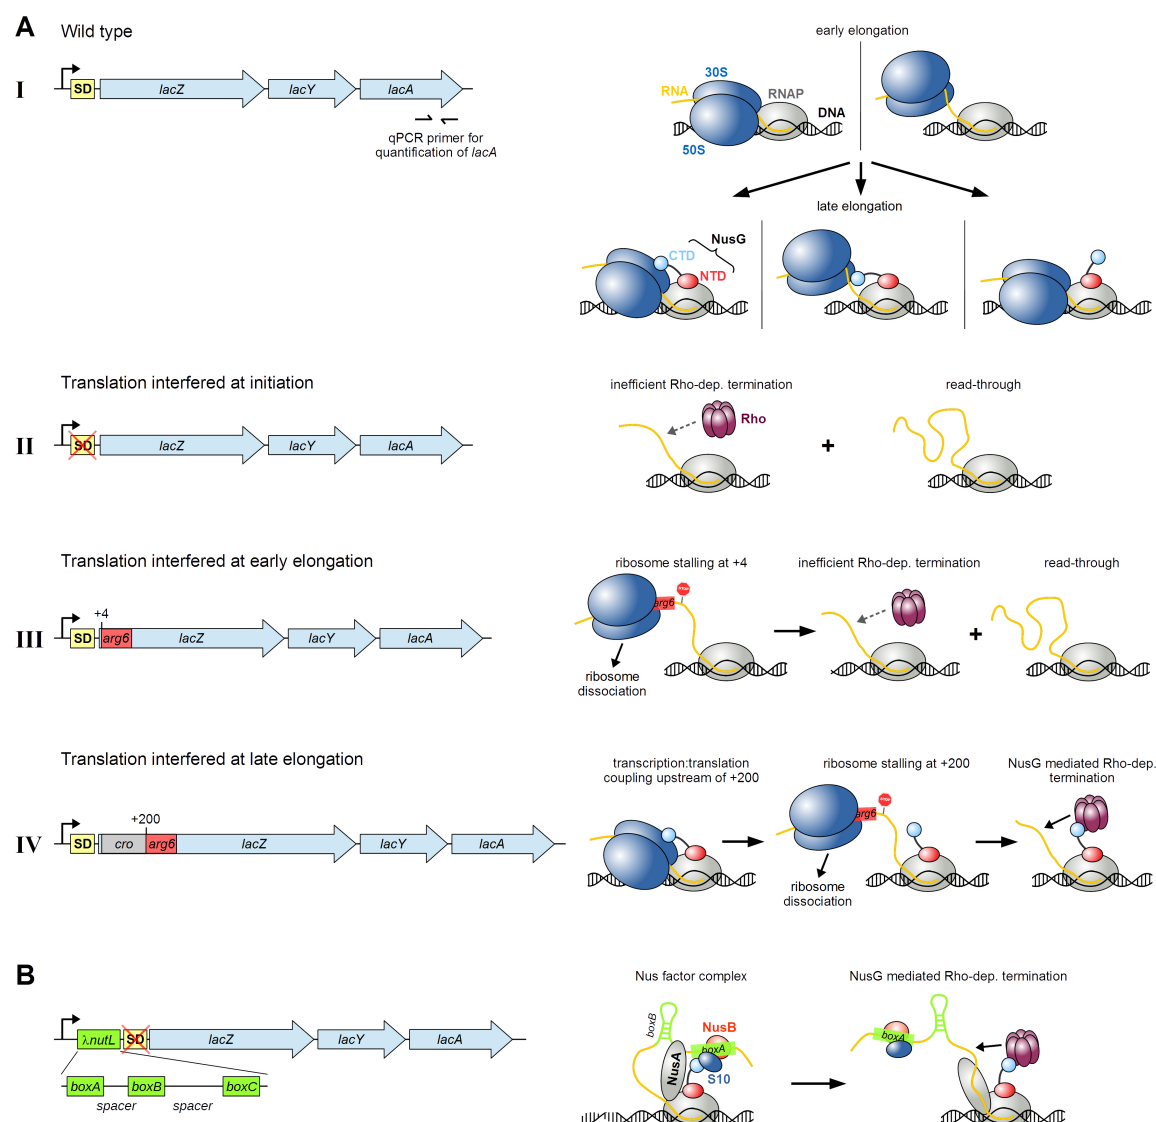 A
Wild type
I
SD
lacZ
lacY
lacA
qPCR primer for
quantification of lacA
early elongation
30S
RNA
RNAP
DNA
50S
late elongation
NusG
CTD
NTD
Translation interfered at initiation
II
SD
lacZ
lacY
lacA
inefficient Rho-dep. termination
read-through
Rho
+
Translation interfered at early elongation
III
+4
SD
arg6
lacZ
lacY
lacA
ribosome stalling at +4
inefficient Rho-dep. termination
read-through
arg6
STOP
ribosome
dissociation
+
Translation interfered at late elongation
IV
+200
SD
cro
arg6
lacZ
lacY
lacA
transcription:translation
coupling upstream of +200
ribosome stalling at +200
NusG mediated Rho-dep.
termination
arg6
STOP
ribosome
dissociation
B
λnutL
SD
lacZ
lacY
lacA
boxA
boxB
boxC
spacer
spacer
Nus factor complex
NusG mediated Rho-dep. termination
boxB
NusB
boxA
NusA
S10
boxA